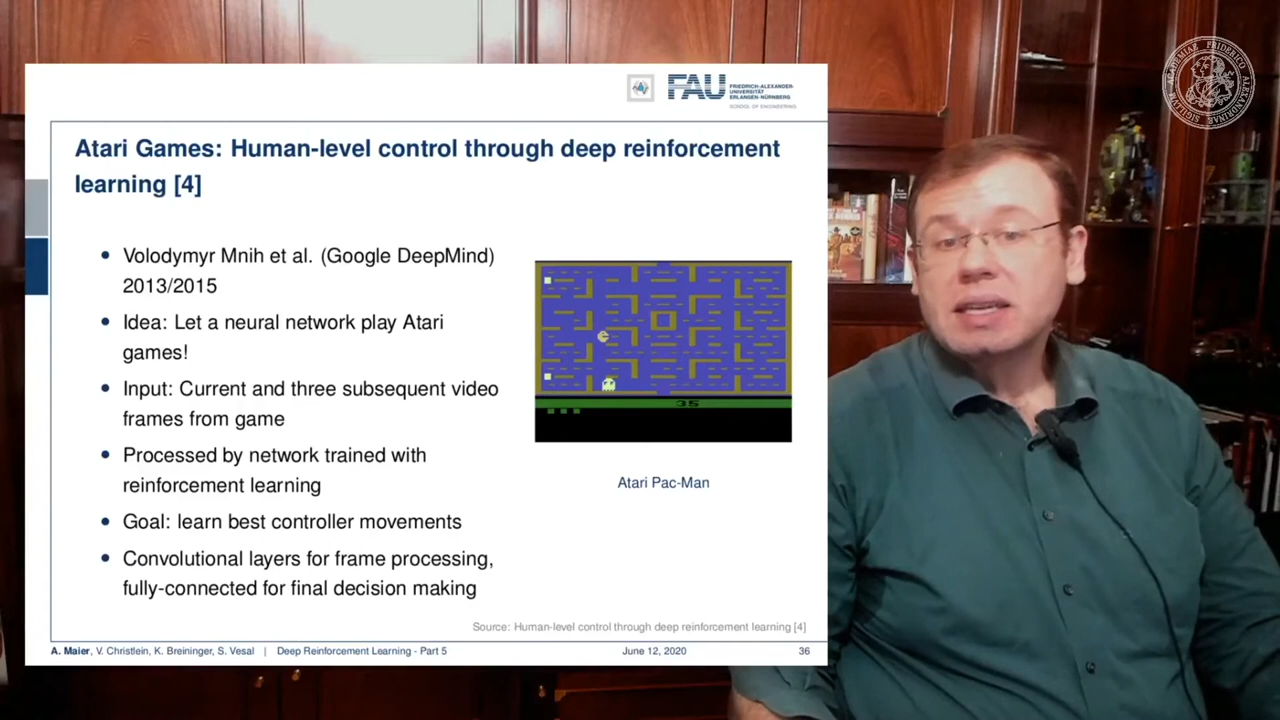 FAU
FRIEDRICH-ALEXANDER-
UNIVERSITÄT
ERLANGEN-NÜRNBERG
SCHOOL OF ENGINEERING
Atari Games: Human-level control through deep reinforcement
learning [4]
• Volodymyr Mnih et al. (Google DeepMind)
2013/2015
• Idea: Let a neural network play Atari
games!
• Input: Current and three subsequent video
frames from game
• Processed by network trained with
reinforcement learning
• Goal: learn best controller movements
• Convolutional layers for frame processing,
fully-connected for final decision making
35
Atari Pac-Man
Source: Human-level control through deep reinforcement learning [4]
A. Maier, V. Christlein, K. Breininger, S. Vesal | Deep Reinforcement Learning - Part 5 June 12, 2020 36